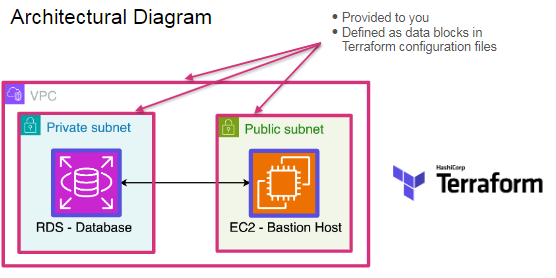 Architectural Diagram
• Provided to you
• Defined as data blocks in
Terraform configuration files
VPC
Private subnet
Public subnet
RDS - Database
EC2 - Bastion Host
HashiCorp
Terraform